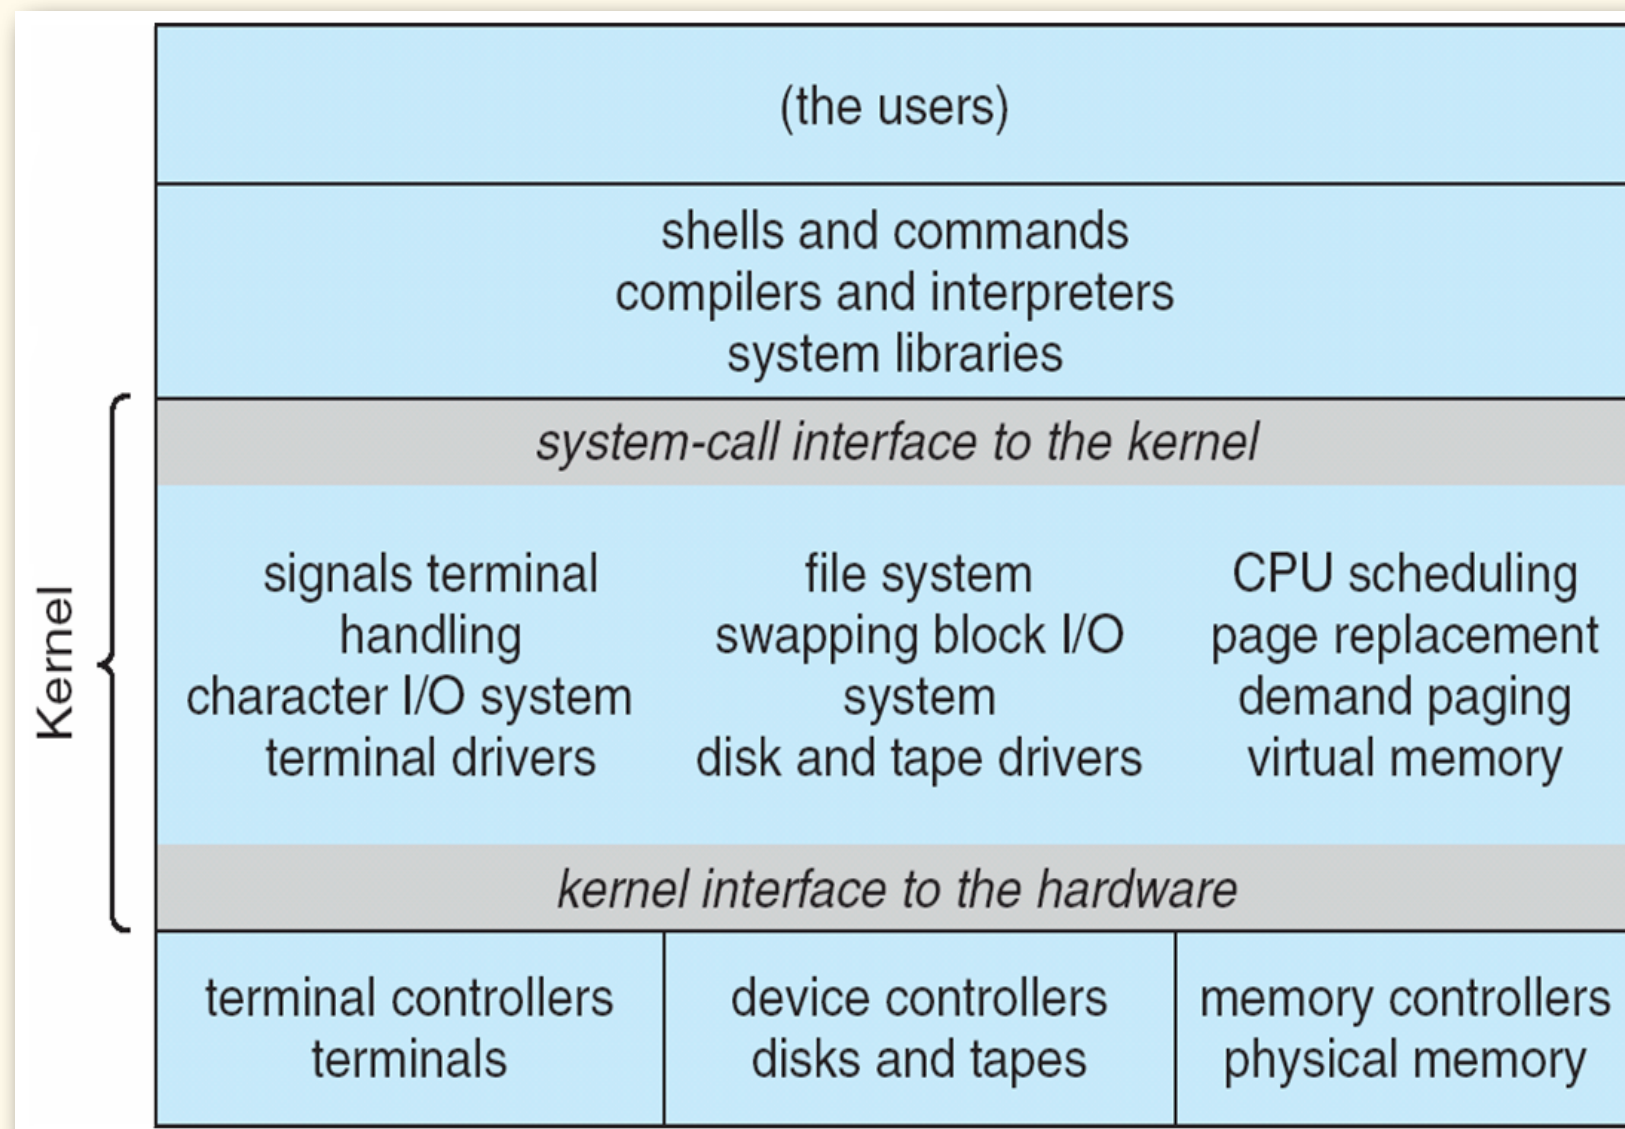 (the users)
shells and commands
compilers and interpreters
system libraries
Kernel
system-call interface to the kernel
signals terminal
handling
character I/O system
terminal drivers
file system
swapping block I/O
system
disk and tape drivers
CPU scheduling
page replacement
demand paging
virtual memory
kernel interface to the hardware
terminal controllers
terminals
device controllers
disks and tapes
memory controllers
physical memory